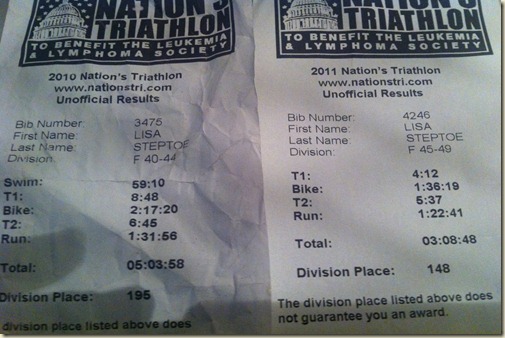 NATION'S
TRIATHLON
TO BENEFIT THE LEUKEMIA
& LYMPHOMA SOCIETY
2010 Nation's Triathlon
www.nationstri.com
Unofficial Results
Bib Number: 3475
First Name: LISA
Last Name: STEPTOE
Division: F 40-44
Swim: 59:10
T1: 8:48
Bike: 2:17:20
T2: 6:45
Run: 1:31:56
Total: 05:03:58
Division Place: 195
division place listed above does
NATION'S
TRIATHLON
TO BENEFIT THE LEUKEMIA
& LYMPHOMA SOCIETY
2011 Nation's Triathlon
www.nationstri.com
Unofficial Results
Bib Number: 4246
First Name: LISA
Last Name: STEPTOE
Division: F 45-49
T1: 4:12
Bike: 1:36:19
T2: 5:37
Run: 1:22:41
Total: 03:08:48
Division Place: 148
The division place listed above does
not guarantee you an award.